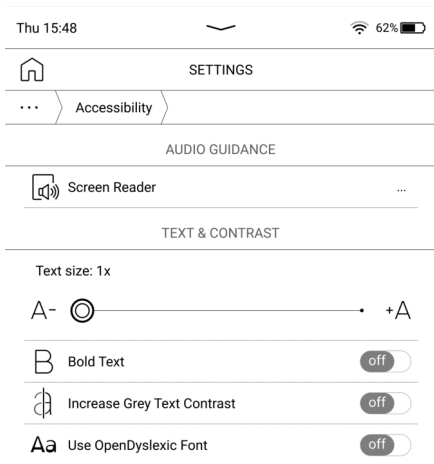 Thu 15:48 62%
SETTINGS
... Accessibility
AUDIO GUIDANCE
Screen Reader ...
TEXT & CONTRAST
Text size: 1x
A- +A
B Bold Text off
a Increase Grey Text Contrast off
Aa Use OpenDyslexic Font off